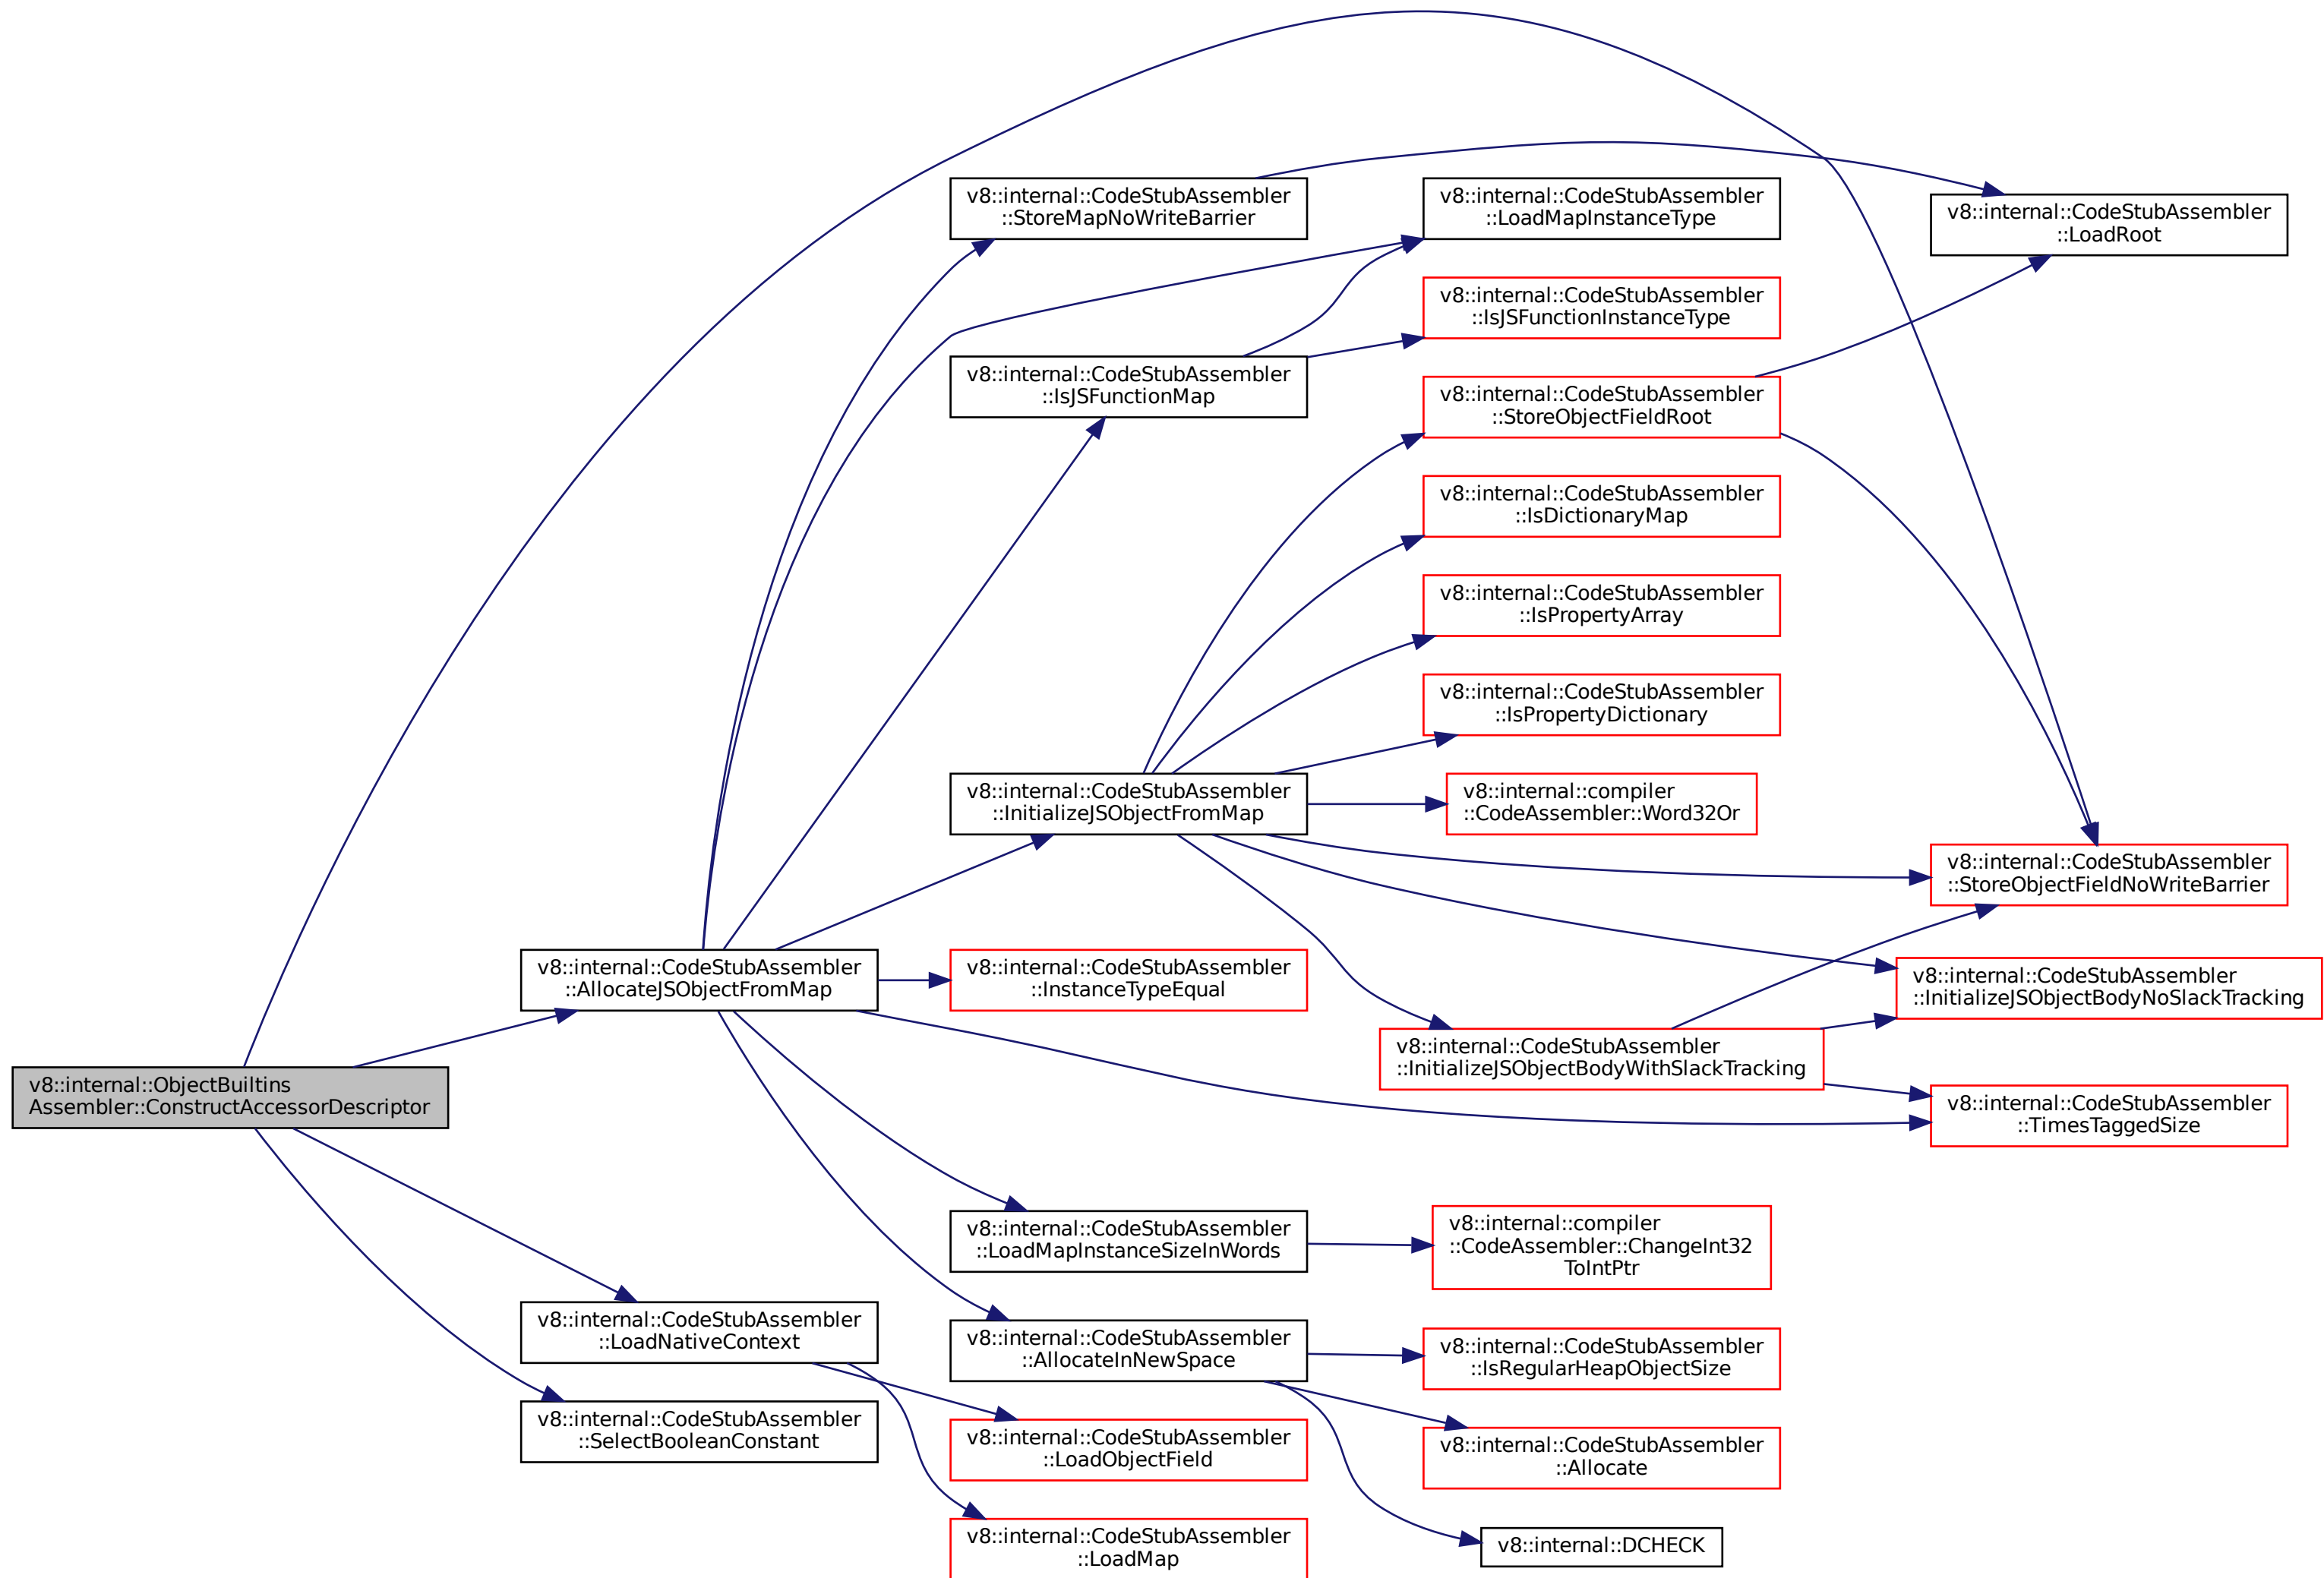 v8::internal::ObjectBuiltins
Assembler::ConstructAccessorDescriptor
v8::internal::CodeStubAssembler
::AllocateJSObjectFromMap
v8::internal::CodeStubAssembler
::LoadNativeContext
v8::internal::CodeStubAssembler
::SelectBooleanConstant
v8::internal::CodeStubAssembler
::StoreMapNoWriteBarrier
v8::internal::CodeStubAssembler
::IsJSFunctionMap
v8::internal::CodeStubAssembler
::InitializeJSObjectFromMap
v8::internal::CodeStubAssembler
::InstanceTypeEqual
v8::internal::CodeStubAssembler
::LoadMapInstanceSizeInWords
v8::internal::CodeStubAssembler
::AllocateInNewSpace
v8::internal::CodeStubAssembler
::LoadObjectField
v8::internal::CodeStubAssembler
::LoadMap
v8::internal::CodeStubAssembler
::LoadMapInstanceType
v8::internal::CodeStubAssembler
::IsJSFunctionInstanceType
v8::internal::CodeStubAssembler
::StoreObjectFieldRoot
v8::internal::CodeStubAssembler
::IsDictionaryMap
v8::internal::CodeStubAssembler
::IsPropertyArray
v8::internal::CodeStubAssembler
::IsPropertyDictionary
v8::internal::compiler
::CodeAssembler::Word32Or
v8::internal::CodeStubAssembler
::InitializeJSObjectBodyWithSlackTracking
v8::internal::compiler
::CodeAssembler::ChangeInt32
ToIntPtr
v8::internal::CodeStubAssembler
::IsRegularHeapObjectSize
v8::internal::CodeStubAssembler
::Allocate
v8::internal::DCHECK
v8::internal::CodeStubAssembler
::LoadRoot
v8::internal::CodeStubAssembler
::StoreObjectFieldNoWriteBarrier
v8::internal::CodeStubAssembler
::InitializeJSObjectBodyNoSlackTracking
v8::internal::CodeStubAssembler
::TimesTaggedSize